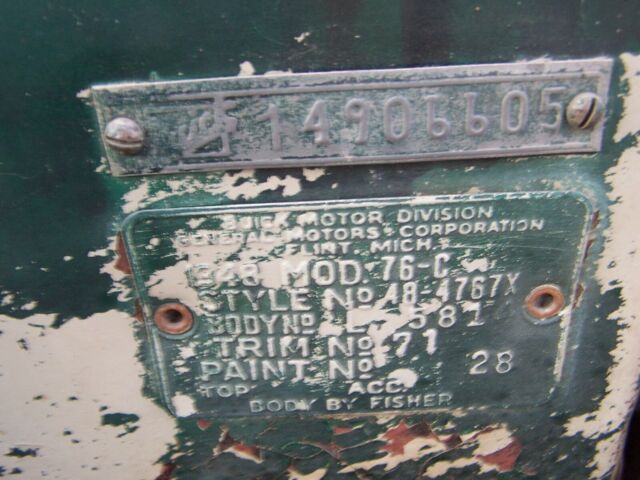 14906605
BUICK MOTOR DIVISION
GENERAL MOTORS CORPORATION
FLINT, MICH.
948 MOD. 76-C
STYLE No 48-4767X
BODY No
TRIM No 71
PAINT No 28
TOP ACC.
BODY BY FISHER